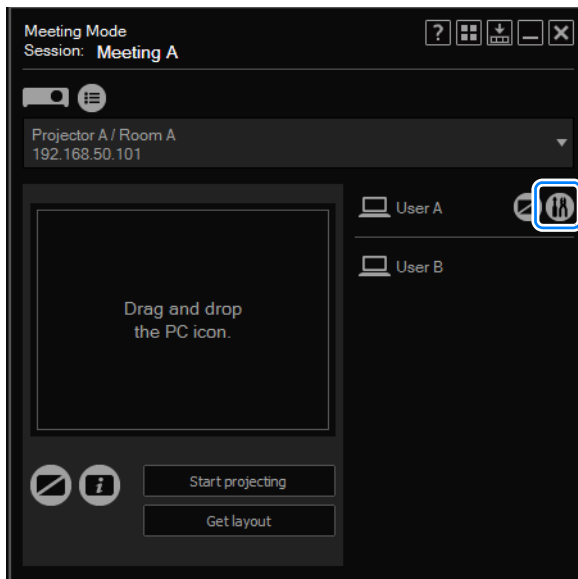 Meeting Mode
Session: Meeting A
?
Projector A / Room A
192.168.50.101
User A
User B
Drag and drop
the PC icon.
i
Start projecting
Get layout